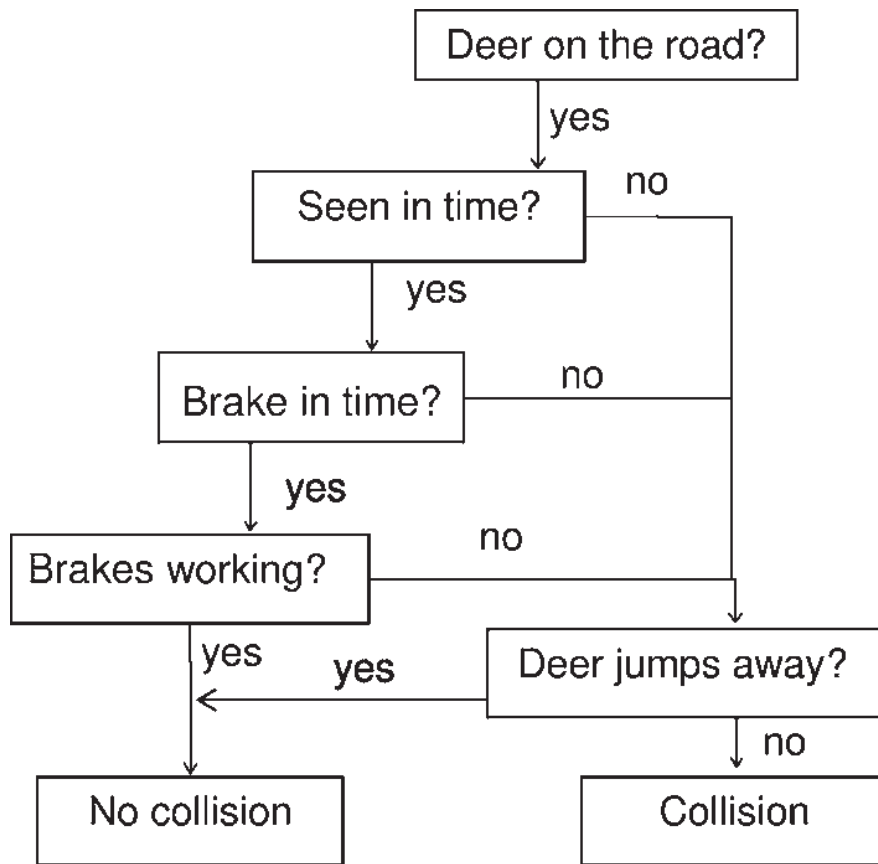 Deer on the road?
yes
Seen in time?
no
yes
Brake in time?
no
yes
Brakes working?
no
yes
yes
Deer jumps away?
no
No collision
Collision